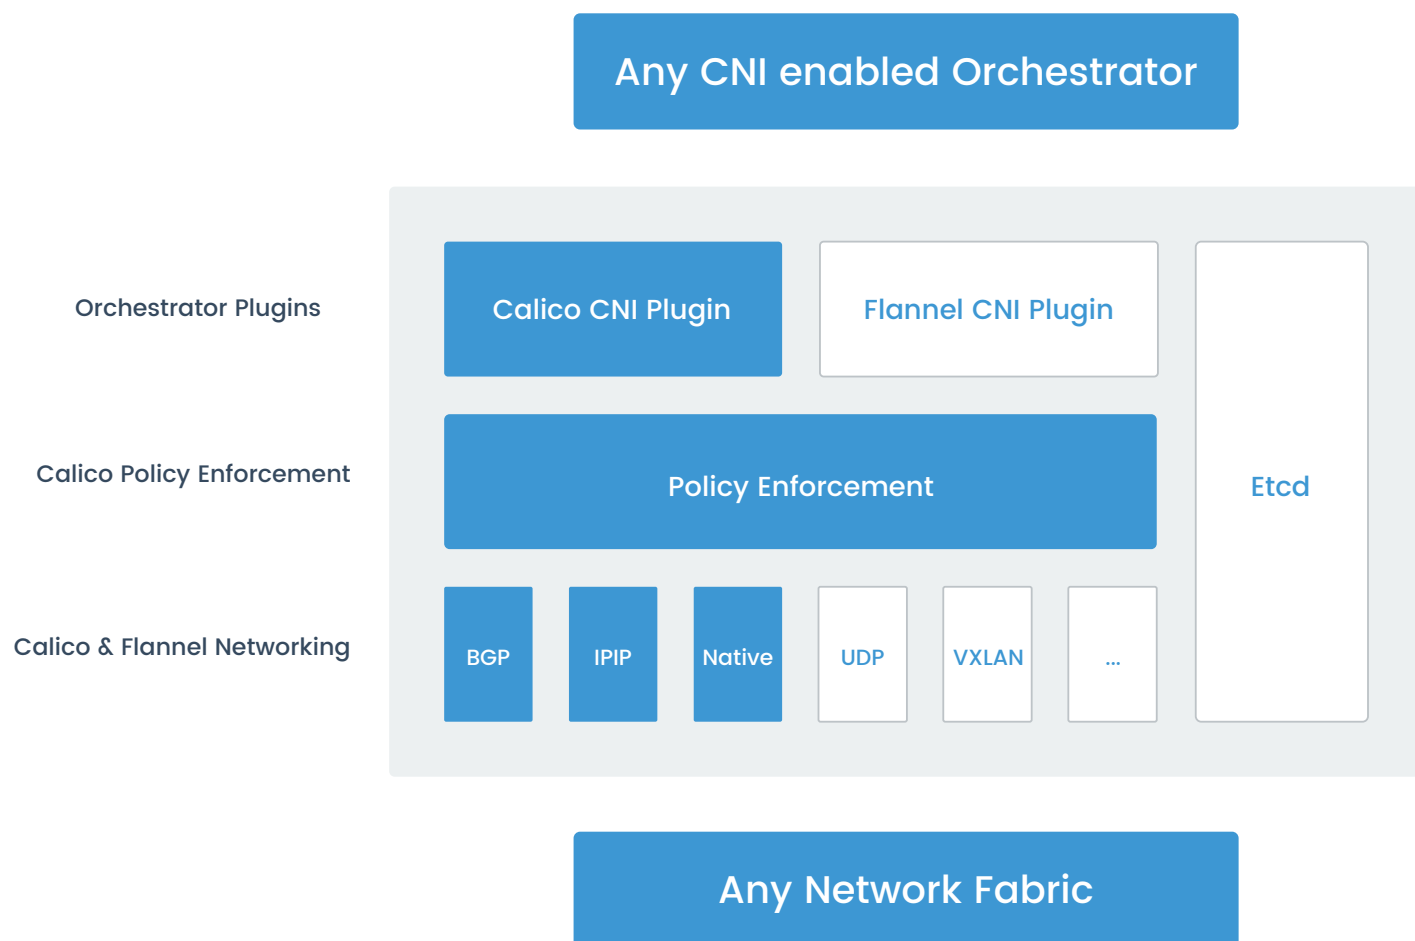 Any CNI enabled Orchestrator
Orchestrator Plugins
Calico CNI Plugin
Flannel CNI Plugin
Calico Policy Enforcement
Policy Enforcement
Etcd
Calico & Flannel Networking
BGP
IPIP
Native
UDP
VXLAN
...
Any Network Fabric